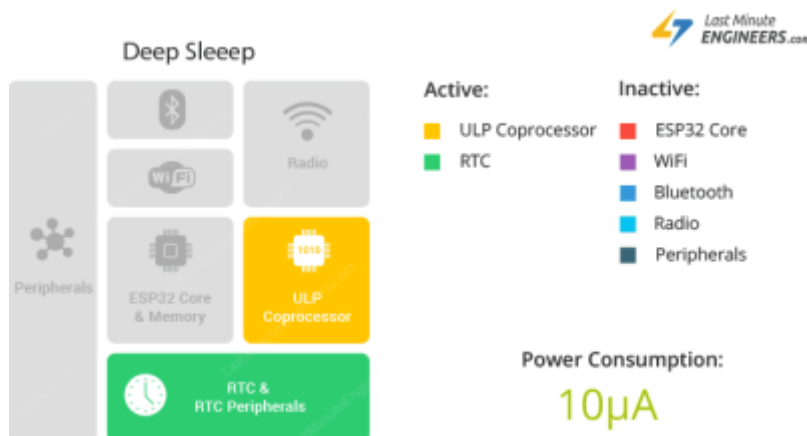 Last Minute
ENGINEERS.com
Deep Sleeep
Peripherals
WiFi
Radio
ESP32 Core
& Memory
1010
ULP
Coprocessor
RTC &
RTC Peripherals
Active:
ULP Coprocessor
RTC
Inactive:
ESP32 Core
WiFi
Bluetooth
Radio
Peripherals
Power Consumption:
10µA